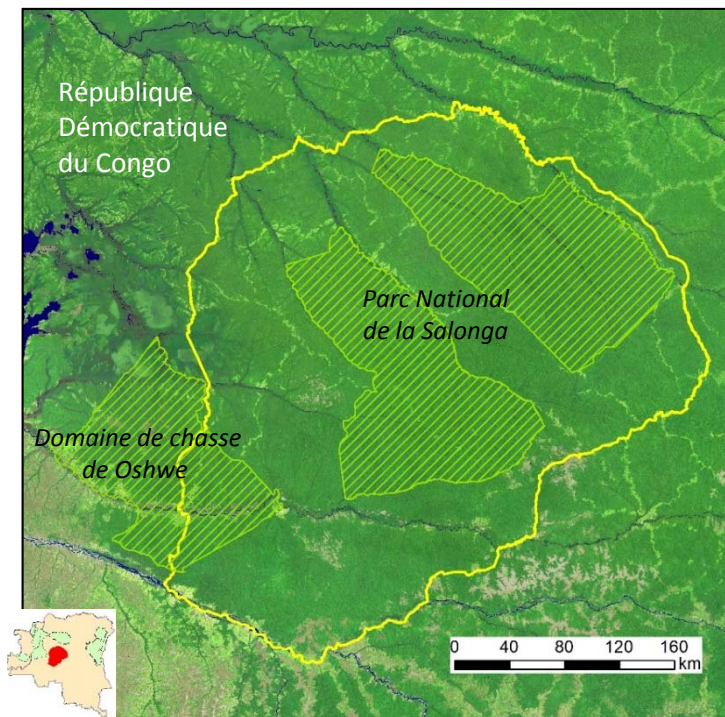 République
Démocratique
du Congo
Parc National
de la Salonga
Domaine de chasse
de Oshwe
0 40 80 120 160
km